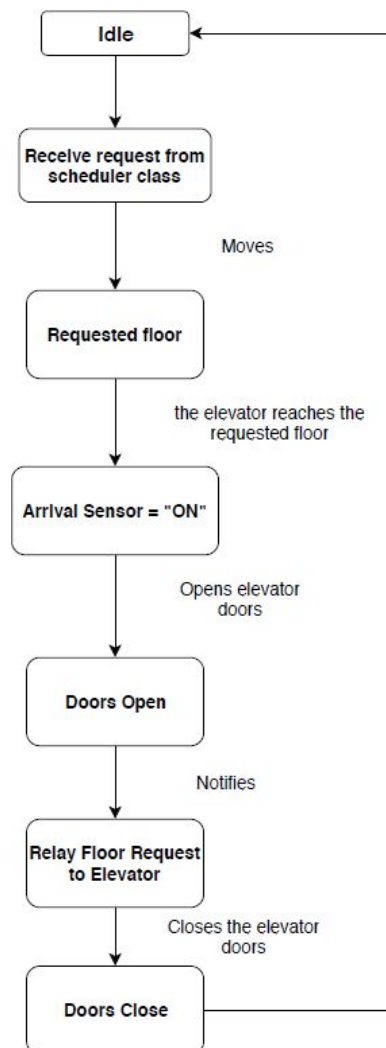 Idle
Receive request from
scheduler class
Moves
Requested floor
the elevator reaches the
requested floor
Arrival Sensor = "ON"
Opens elevator
doors
Doors Open
Notifies
Relay Floor Request
to Elevator
Closes the elevator
doors
Doors Close